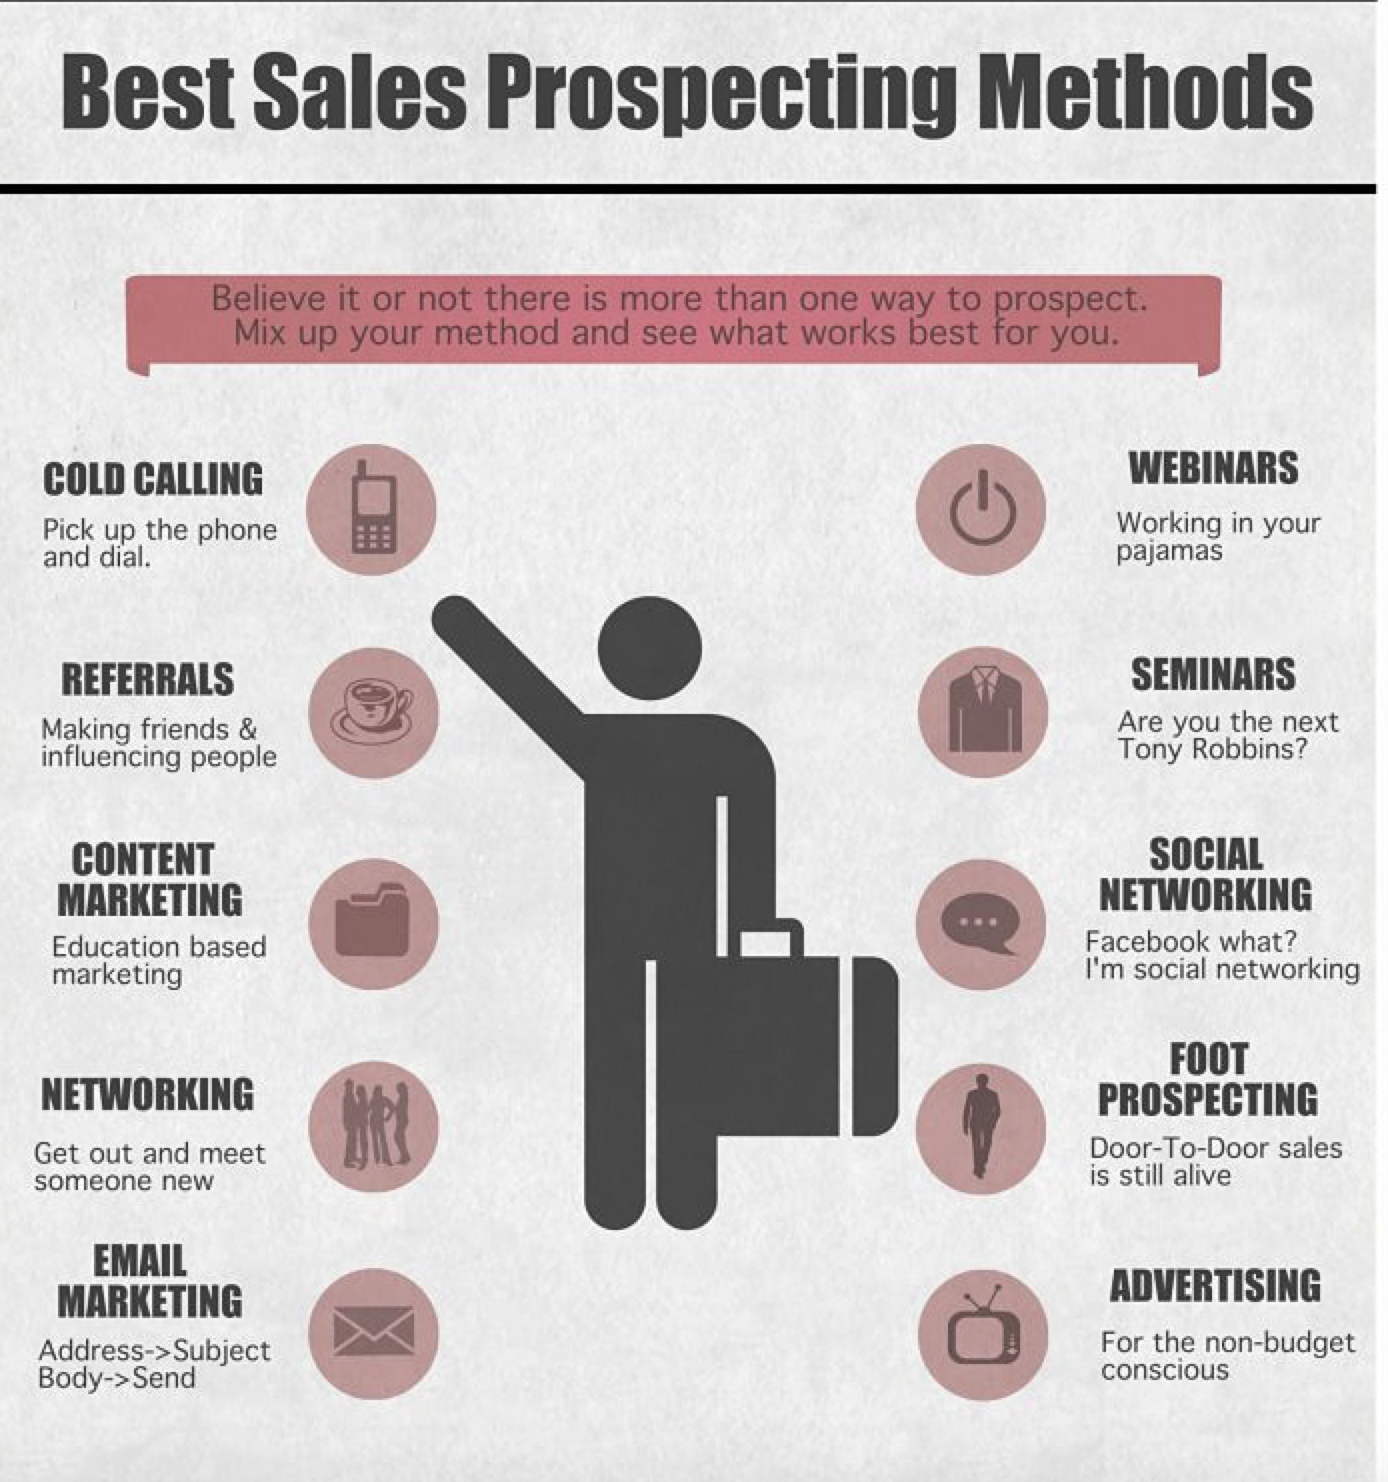 Best Sales Prospecting Methods
Believe it or not there is more than one way to prospect.
Mix up your method and see what works best for you.
COLD CALLING
Pick up the phone
and dial.
REFERRALS
Making friends &
influencing people
CONTENT
MARKETING
Education based
marketing
NETWORKING
Get out and meet
someone new
EMAIL
MARKETING
Address->Subject
Body->Send
WEBINARS
Working in your
pajamas
SEMINARS
Are you the next
Tony Robbins?
SOCIAL
NETWORKING
Facebook what?
I'm social networking
FOOT
PROSPECTING
Door-To-Door sales
is still alive
ADVERTISING
For the non-budget
conscious